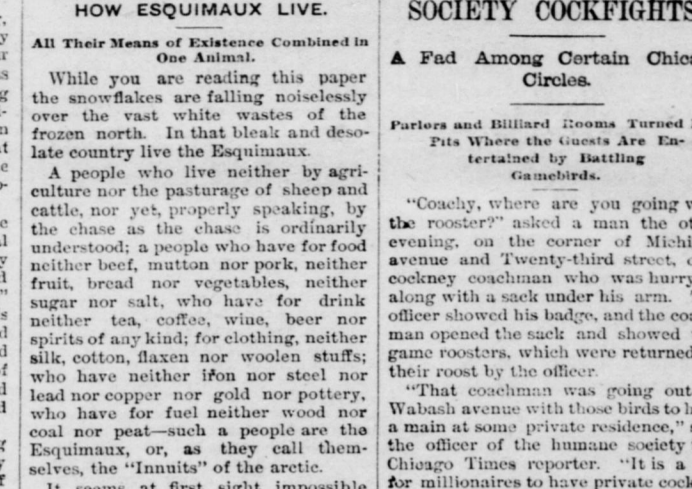 HOW ESQUIMAUX LIVE.
All Their Means of Existence Combined in
One Animal.
While you are reading this paper
the snowflakes are falling noiselessly
over the vast white wastes of the
frozen north. In that bleak and deso-
late country live the Esquimaux.
A people who live neither by agri-
culture nor the pasturage of sheep and
cattle, nor yet, properly speaking, by
the chase as the chase is ordinarily
understood; a people who have for food
neither beef, mutton nor pork, neither
fruit, bread nor vegetables, neither
sugar nor salt, who have for drink
neither tea, coffee, wine, beer nor
spirits of any kind; for clothing, neither
silk, cotton, flaxen nor woolen stuffs;
who have neither iron nor steel nor
lead nor copper nor gold nor pottery,
who have for fuel neither wood nor
coal nor peat—such a people are the
Esquimaux, or, as they call them-
selves, the "Innuits" of the arctic.
It seems at first sight impossible
SOCIETY COCKFIGHTS
A Fad Among Certain
Circles.
Parlors and Billiard Rooms Turned
Pits Where the Guests Are En-
tertained by Battling
Gamebirds.
"Coachy, where are you going
the rooster?" asked a man the
evening, on the corner of
avenue and Twenty-third street,
cockney coachman who was
along with a sack under his arm.
officer showed his badge, and the
man opened the sack and showed
game roosters, which were returned
their roost by the officer.
"That coachman was going out
Wabash avenue with those birds to
a main at some private residence,"
the officer of the humane society
Chicago Times reporter. "It is a
for millionaires to have private